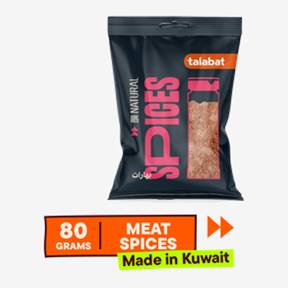 talabat
NATURAL
SPICES
بهارات
80
GRAMS
MEAT
SPICES
Made in Kuwait